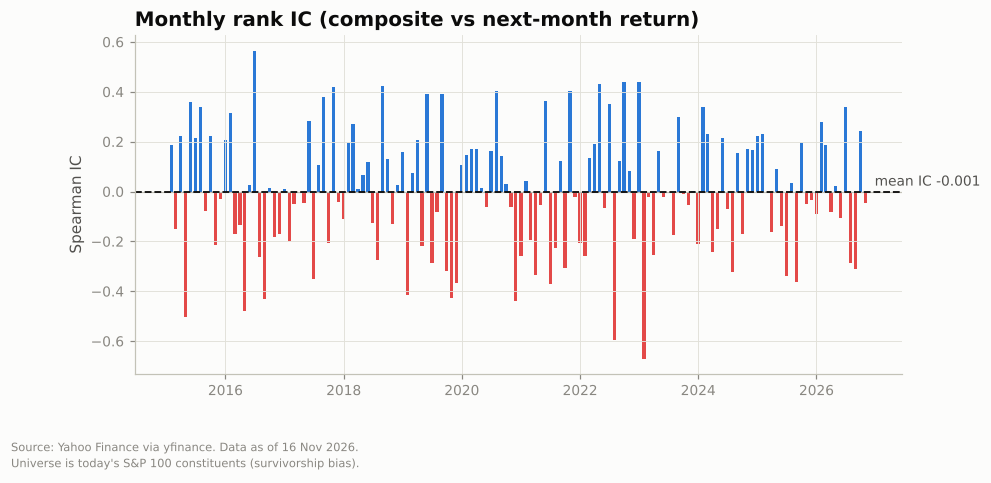 Monthly rank IC (composite vs next-month return)
0.6
0.4
0.2
0.0
−0.2
−0.4
−0.6
Spearman IC
mean IC -0.001
2016 2018 2020 2022 2024 2026
Source: Yahoo Finance via yfinance. Data as of 16 Nov 2026.
Universe is today's S&P 100 constituents (survivorship bias).